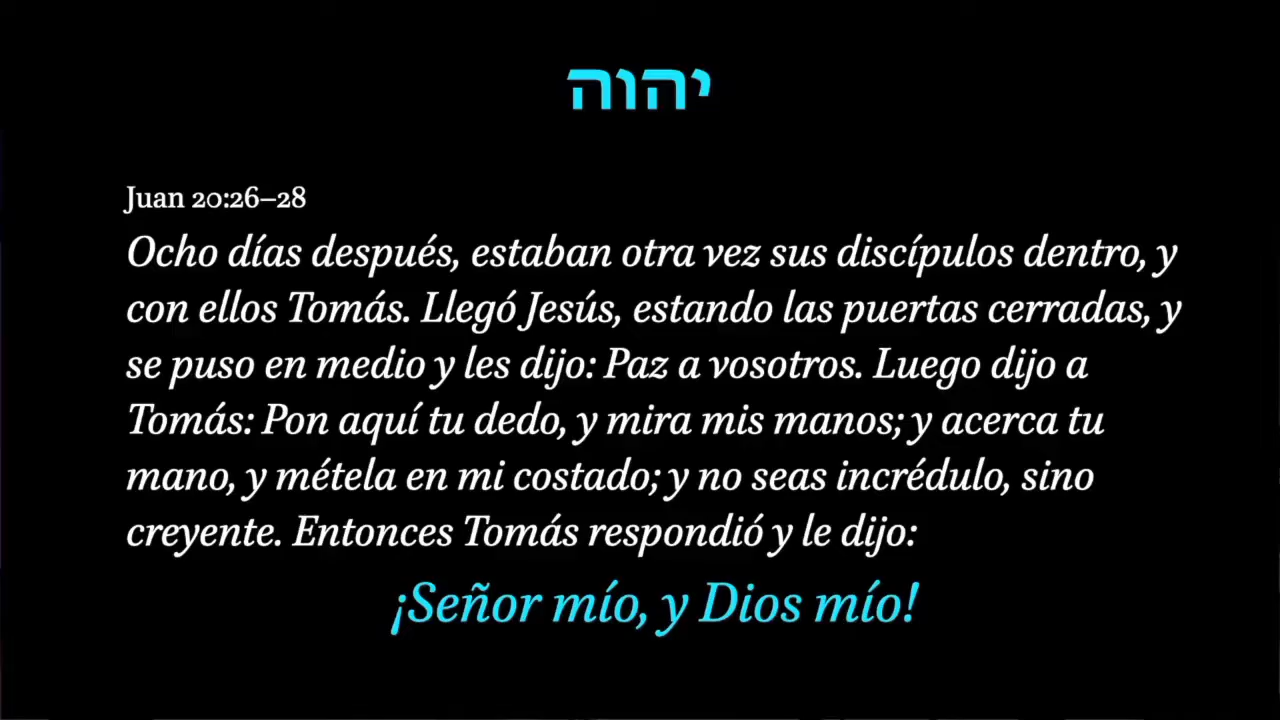 יהוה
Juan 20:26–28
Ocho días después, estaban otra vez sus discípulos dentro, y
con ellos Tomás. Llegó Jesús, estando las puertas cerradas, y
se puso en medio y les dijo: Paz a vosotros. Luego dijo a
Tomás: Pon aquí tu dedo, y mira mis manos; y acerca tu
mano, y métela en mi costado; y no seas incrédulo, sino
creyente. Entonces Tomás respondió y le dijo:
¡Señor mío, y Dios mío!